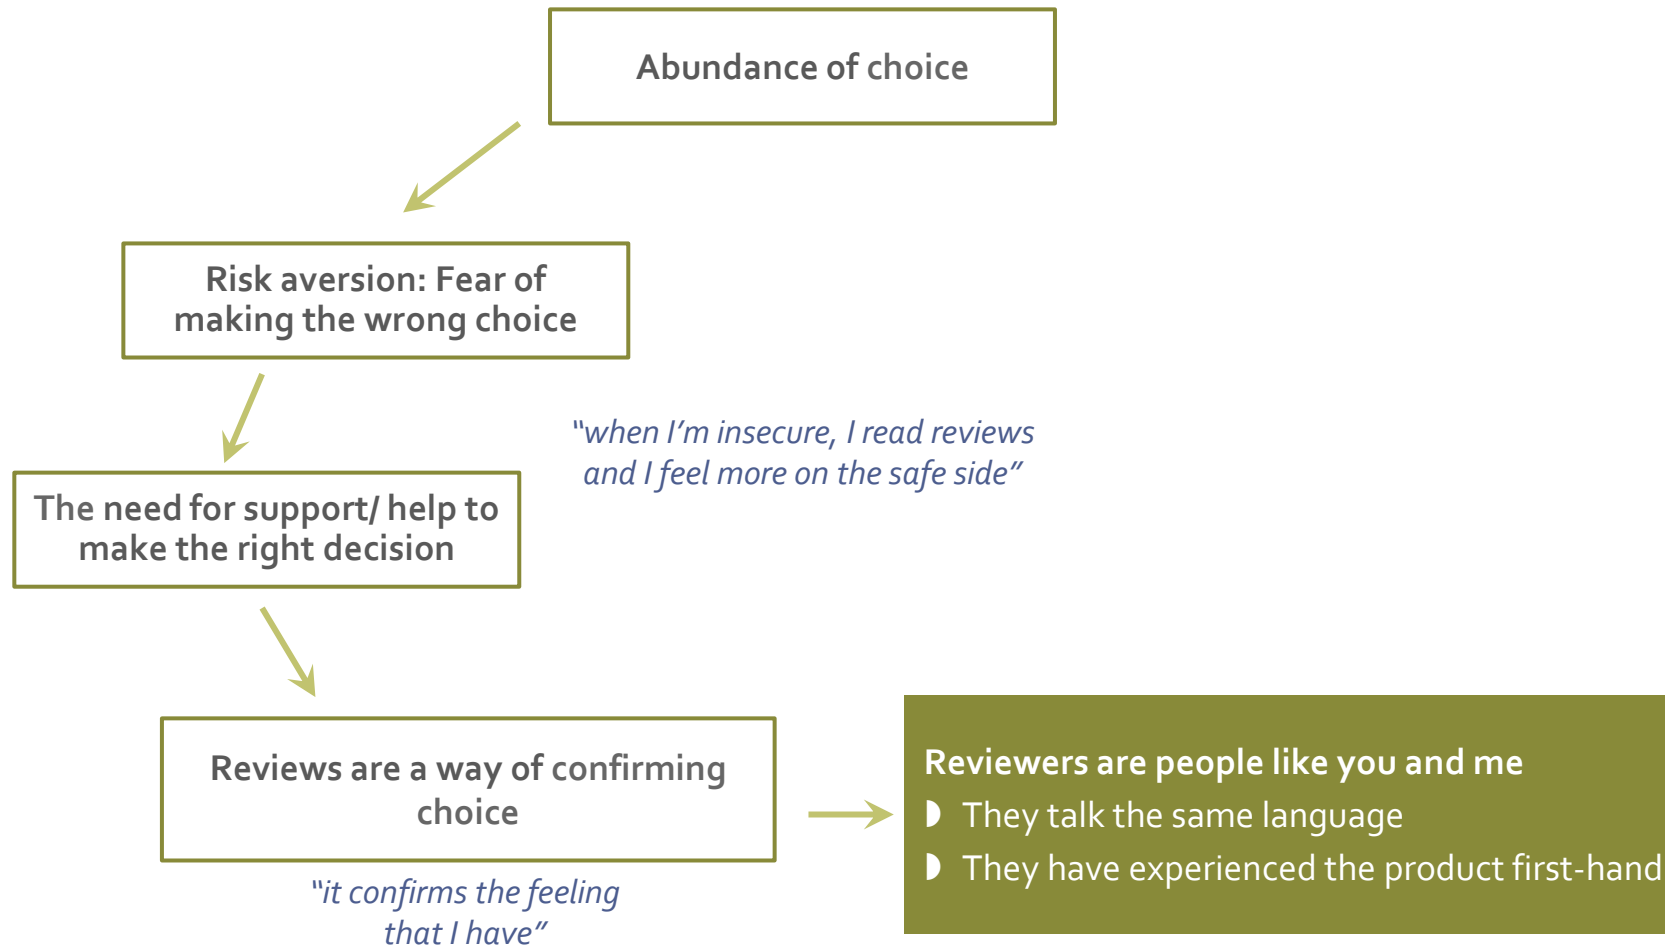 Abundance of choice
Risk aversion: Fear of
making the wrong choice
“when I’m insecure, I read reviews
and I feel more on the safe side”
The need for support/ help to
make the right decision
Reviews are a way of confirming
choice
“it confirms the feeling
that I have”
Reviewers are people like you and me
They talk the same language
They have experienced the product first-hand